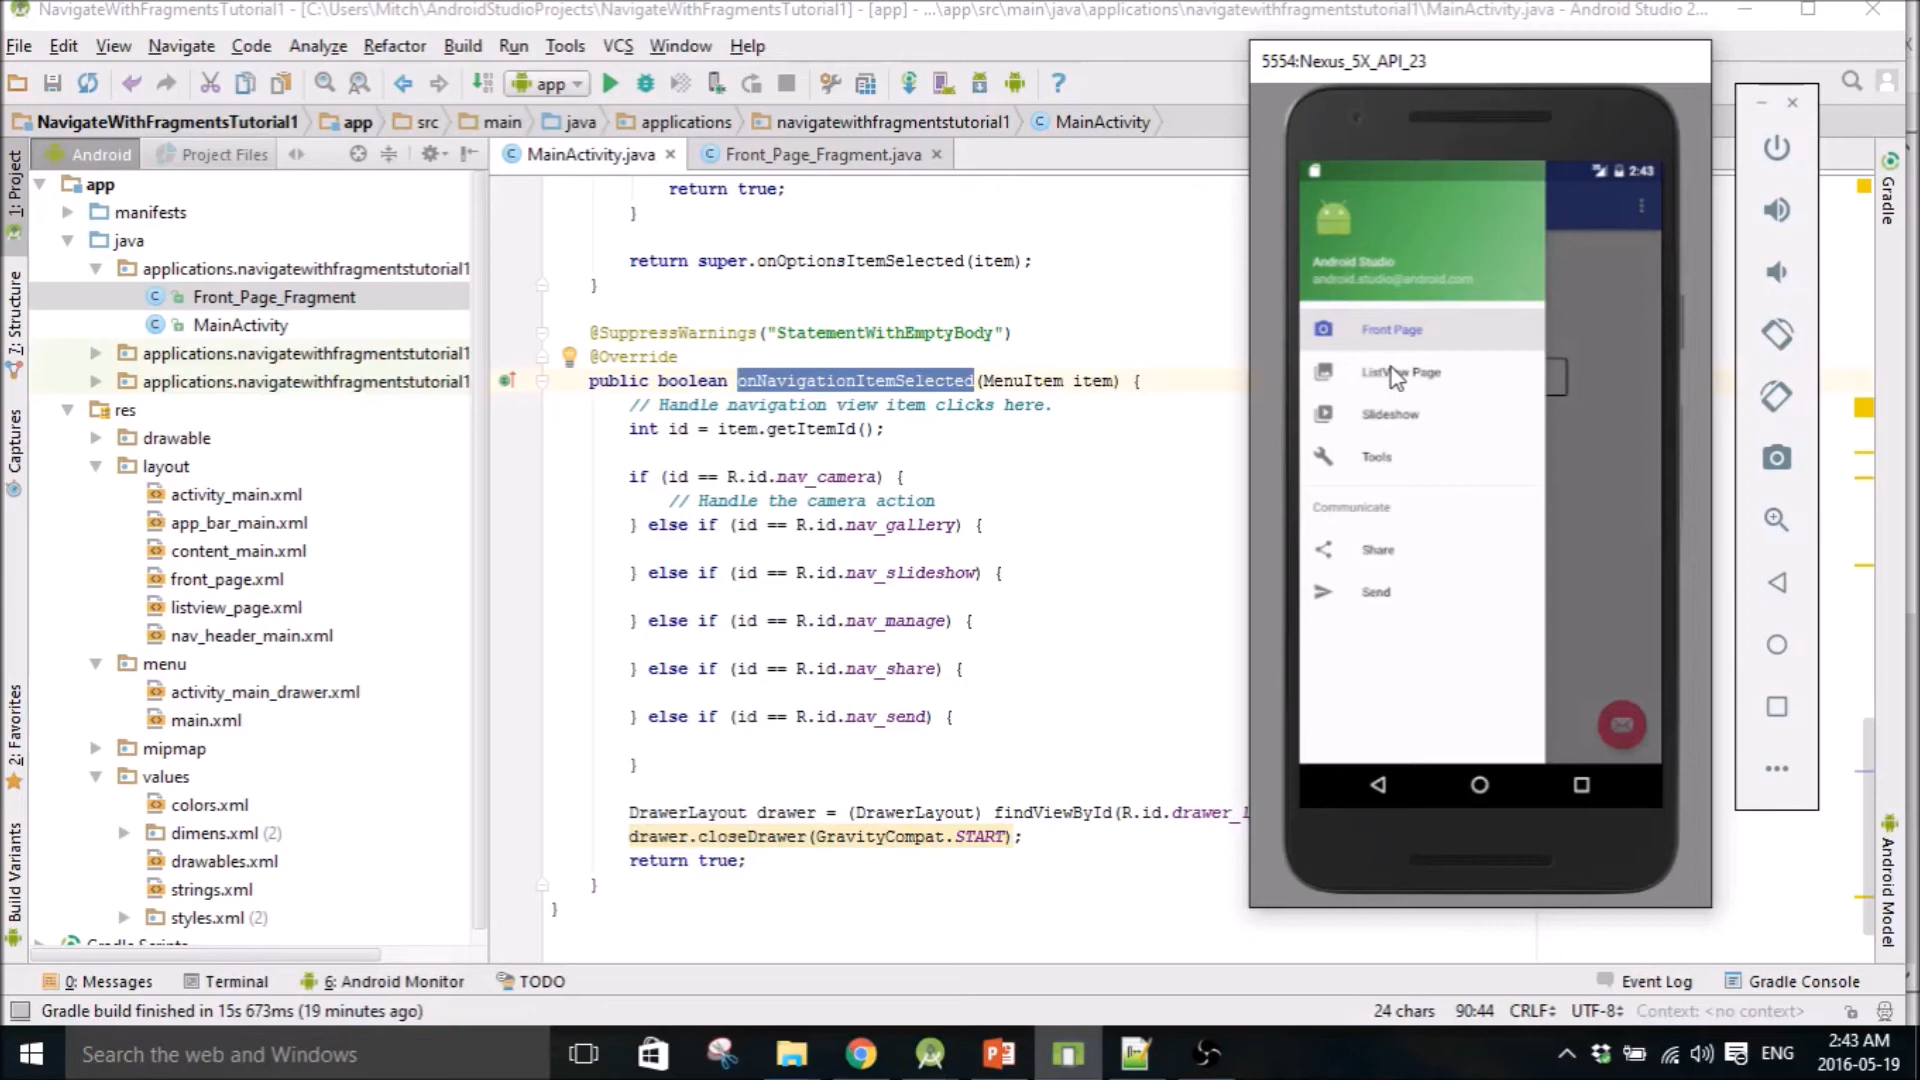 NavigateWithFragmentsTutorial1 - [C:\Users\Mitch\AndroidStudioProjects\NavigateWithFragmentsTutorial1] - [app] - ...\app\src\main\java\applications\navigatewithfragmentstutorial1\MainActivity.java - Android Studio 2...
File Edit View Navigate Code Analyze Refactor Build Run Tools VCS Window Help
app
NavigateWithFragmentsTutorial1 app src main java applications navigatewithfragmentstutorial1 MainActivity
Android Project Files
MainActivity.java Front_Page_Fragment.java
1: Project
7: Structure
Captures
2: Favorites
Build Variants
app
manifests
java
applications.navigatewithfragmentstutorial1
Front_Page_Fragment
MainActivity
applications.navigatewithfragmentstutorial1
applications.navigatewithfragmentstutorial1
res
drawable
layout
activity_main.xml
app_bar_main.xml
content_main.xml
front_page.xml
listview_page.xml
nav_header_main.xml
menu
activity_main_drawer.xml
main.xml
mipmap
values
colors.xml
dimens.xml (2)
drawables.xml
strings.xml
styles.xml (2)
Gradle Scripts
return true;
}
return super.onOptionsItemSelected(item);
}
@SuppressWarnings("StatementWithEmptyBody")
@Override
public boolean onNavigationItemSelected(MenuItem item) {
// Handle navigation view item clicks here.
int id = item.getItemId();
if (id == R.id.nav_camera) {
// Handle the camera action
} else if (id == R.id.nav_gallery) {
} else if (id == R.id.nav_slideshow) {
} else if (id == R.id.nav_manage) {
} else if (id == R.id.nav_share) {
} else if (id == R.id.nav_send) {
}
DrawerLayout drawer = (DrawerLayout) findViewById(R.id.drawer_l
drawer.closeDrawer(GravityCompat.START);
return true;
}
}
5554:Nexus_5X_API_23
2:43
Android Studio
android.studio@android.com
Front Page
ListView Page
Slideshow
Tools
Communicate
Share
Send
Gradle
Android Model
0: Messages Terminal 6: Android Monitor TODO Event Log Gradle Console
Gradle build finished in 15s 673ms (19 minutes ago) 24 chars 90:44 CRLF÷ UTF-8÷ Context: <no context>
Search the web and Windows
ENG
2:43 AM
2016-05-19